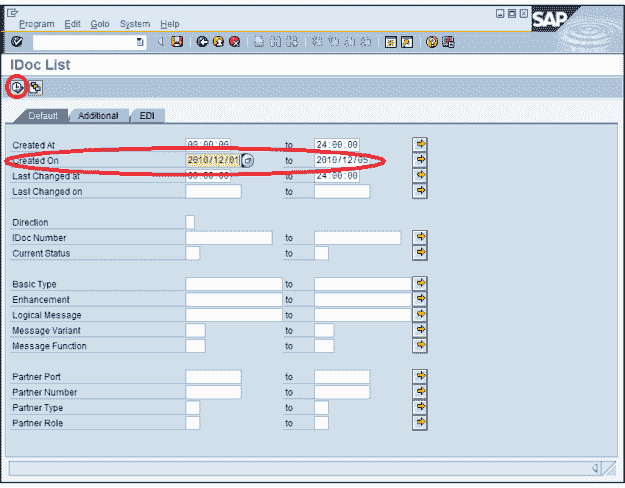 Program Edit Goto System Help
SAP
IDoc List
Default Additional EDI
Created At 00:00:00 to 24:00:00
Created On 2010/12/01 to 2010/12/05
Last Changed at 00:00:00 to 24:00:00
Last Changed on to
Direction
IDoc Number to
Current Status to
Basic Type to
Enhancement to
Logical Message to
Message Variant to
Message Function to
Partner Port to
Partner Number to
Partner Type to
Partner Role to